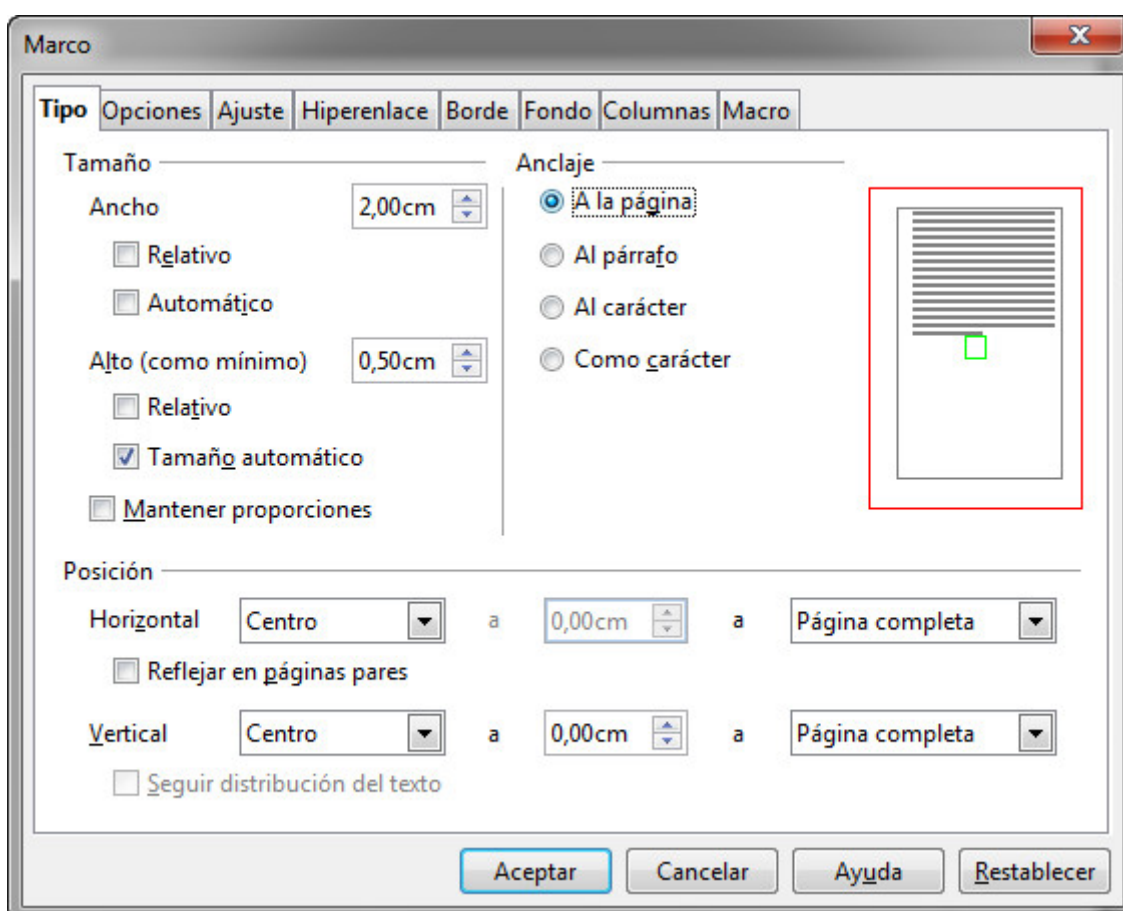 Marco
Tipo Opciones Ajuste Hiperenlace Borde Fondo Columnas Macro
Tamaño
Ancho 2,00cm
Relativo
Automático
Alto (como mínimo) 0,50cm
Relativo
Tamaño automático
Mantener proporciones
Anclaje
A la página
Al párrafo
Al carácter
Como carácter
Posición
Horizontal Centro a 0,00cm a Página completa
Reflejar en páginas pares
Vertical Centro a 0,00cm a Página completa
Seguir distribución del texto
Aceptar Cancelar Ayuda Restablecer